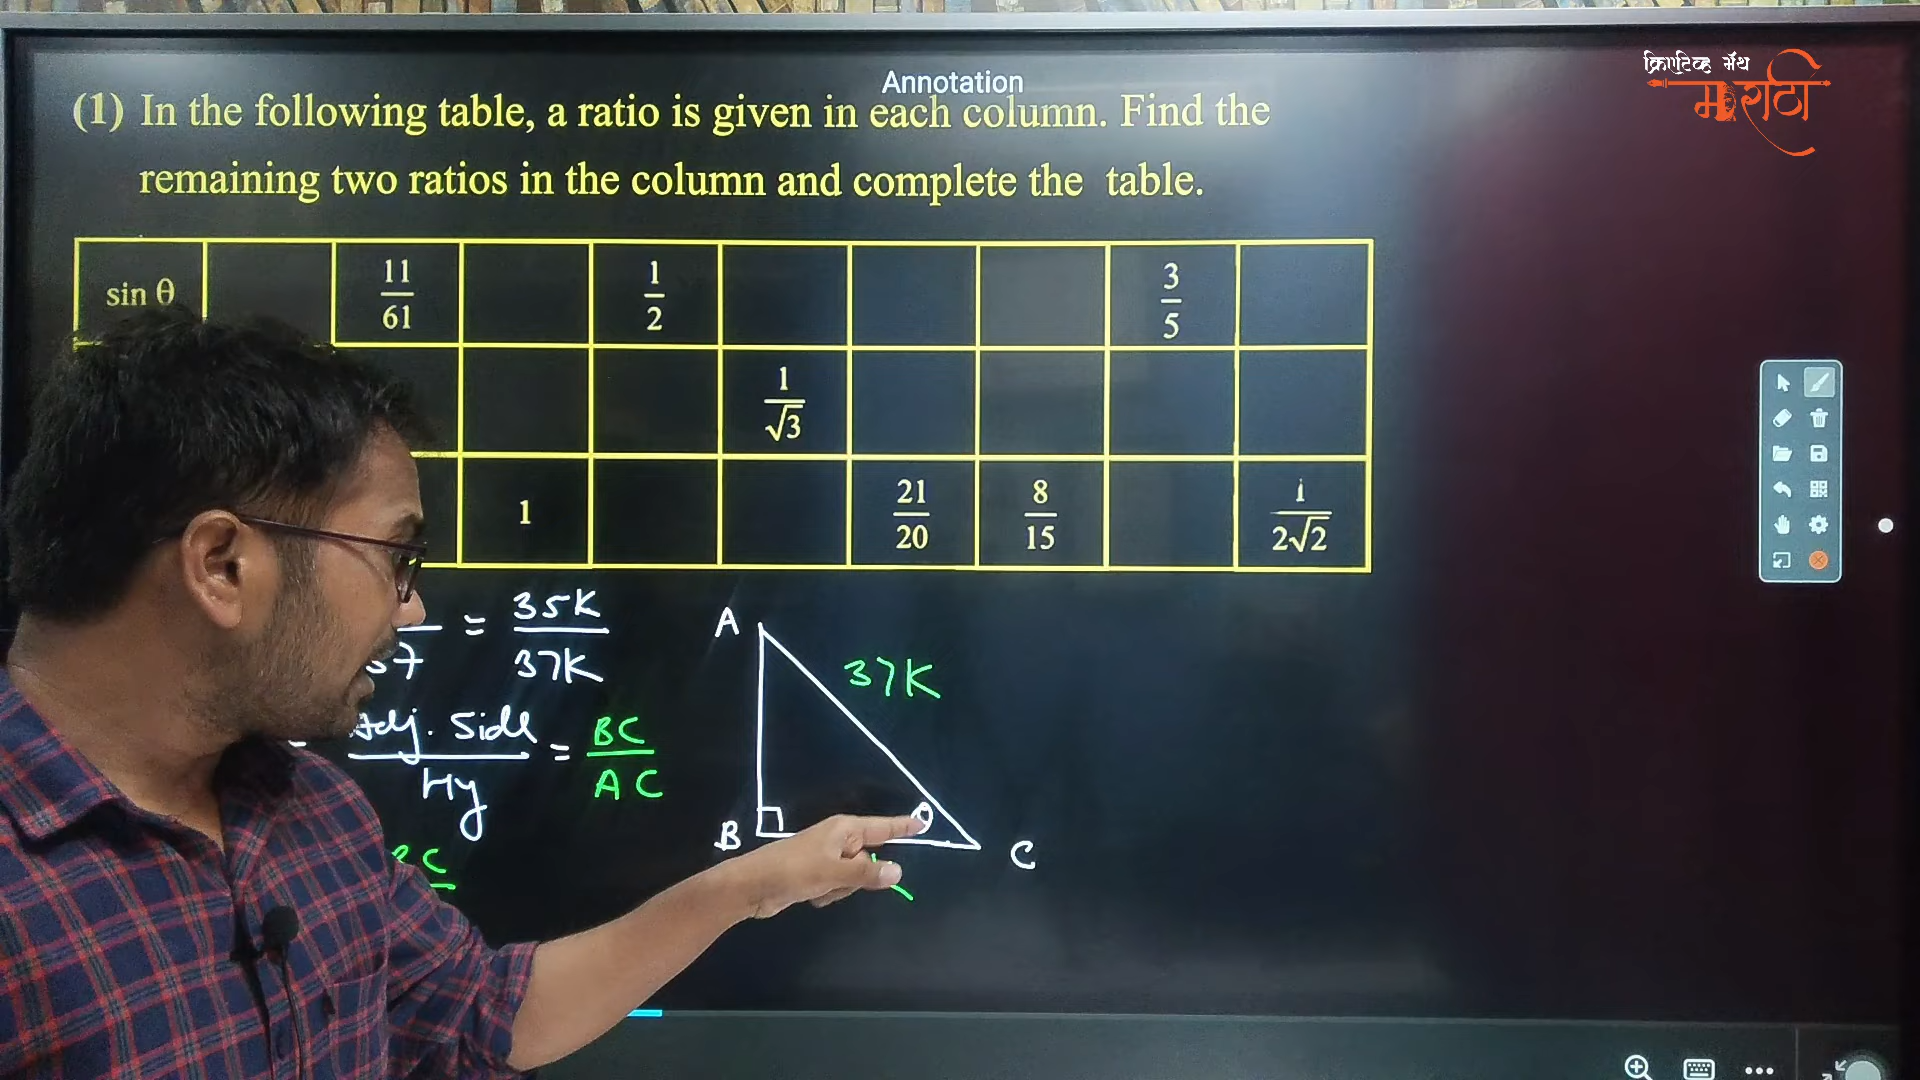 क्रिएटिव्ह मॅथ
मराठी
Annotation
(1) In the following table, a ratio is given in each column. Find the
remaining two ratios in the column and complete the table.
sin θ 11/61 1/2 3/5
1/√3
1 21/20 8/15 1/2√2
= 35K/37K
Adj. Side/Hy = BC/AC
A
37K
B
θ
C